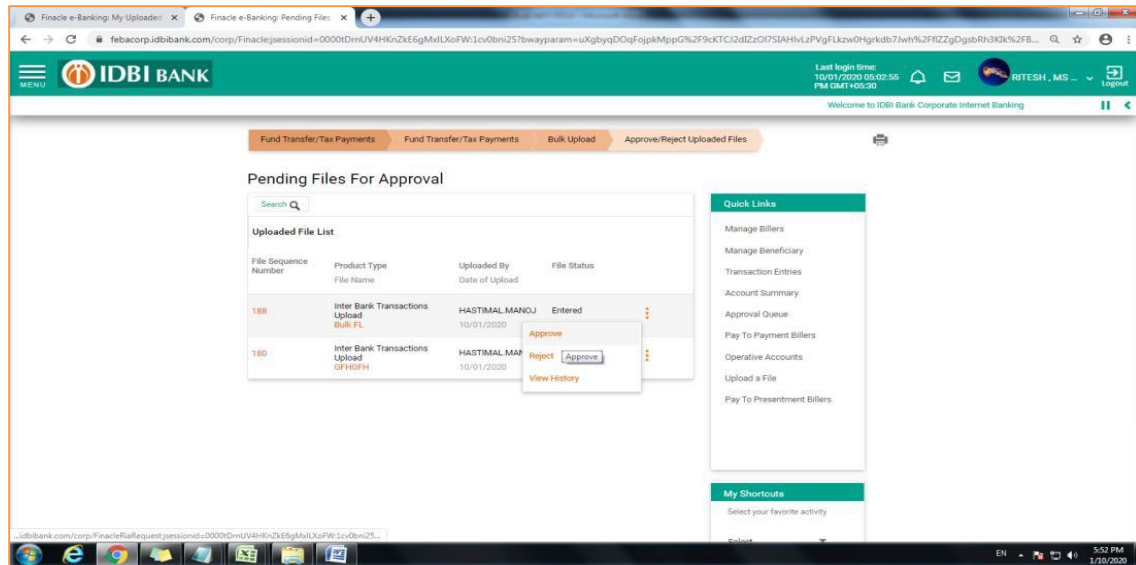 Finacle e-Banking: My Uploaded
Finacle e-Banking: Pending Files
febacorp.idbibank.com/corp/Finacle;jsessionid=
MENU
IDBI BANK
Last login time:
10/01/2020 05:02:55
PM GMT+05:30
RITESH , MS ..
Logout
Welcome to IDBI Bank Corporate Internet Banking
Fund Transfer/Tax Payments
Fund Transfer/Tax Payments
Bulk Upload
Approve/Reject Uploaded Files
Pending Files For Approval
Search
Uploaded File List
File Sequence
Number
Product Type
File Name
Uploaded By
Date of Upload
File Status
188
Inter Bank Transactions
Upload
Bulk FL
HASTIMAL.MANOJ
10/01/2020
Entered
180
Inter Bank Transactions
Upload
GFHGFH
HASTIMAL.MAN
10/01/2020
Approve
Reject
Approve
View History
Quick Links
Manage Billers
Manage Beneficiary
Transaction Entries
Account Summary
Approval Queue
Pay To Payment Billers
Operative Accounts
Upload a File
Pay To Presentment Billers
My Shortcuts
Select your favorite activity
Select
EN
5:52 PM
1/10/2020